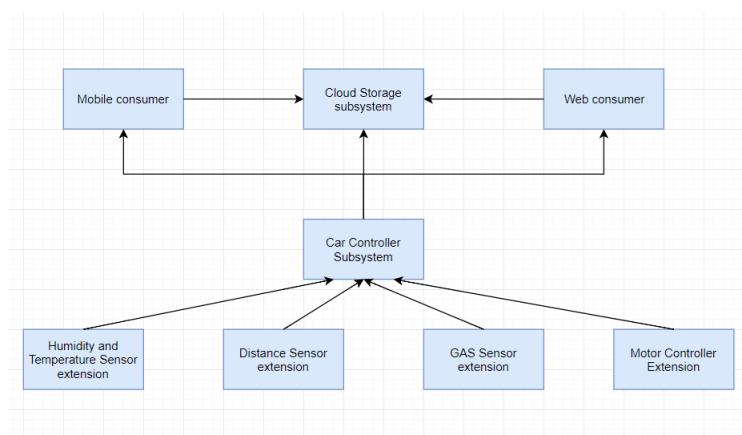 Mobile consumer
Cloud Storage
subsystem
Web consumer
Car Controller
Subsystem
Humidity and
Temperature Sensor
extension
Distance Sensor
extension
GAS Sensor
extension
Motor Controller
Extension